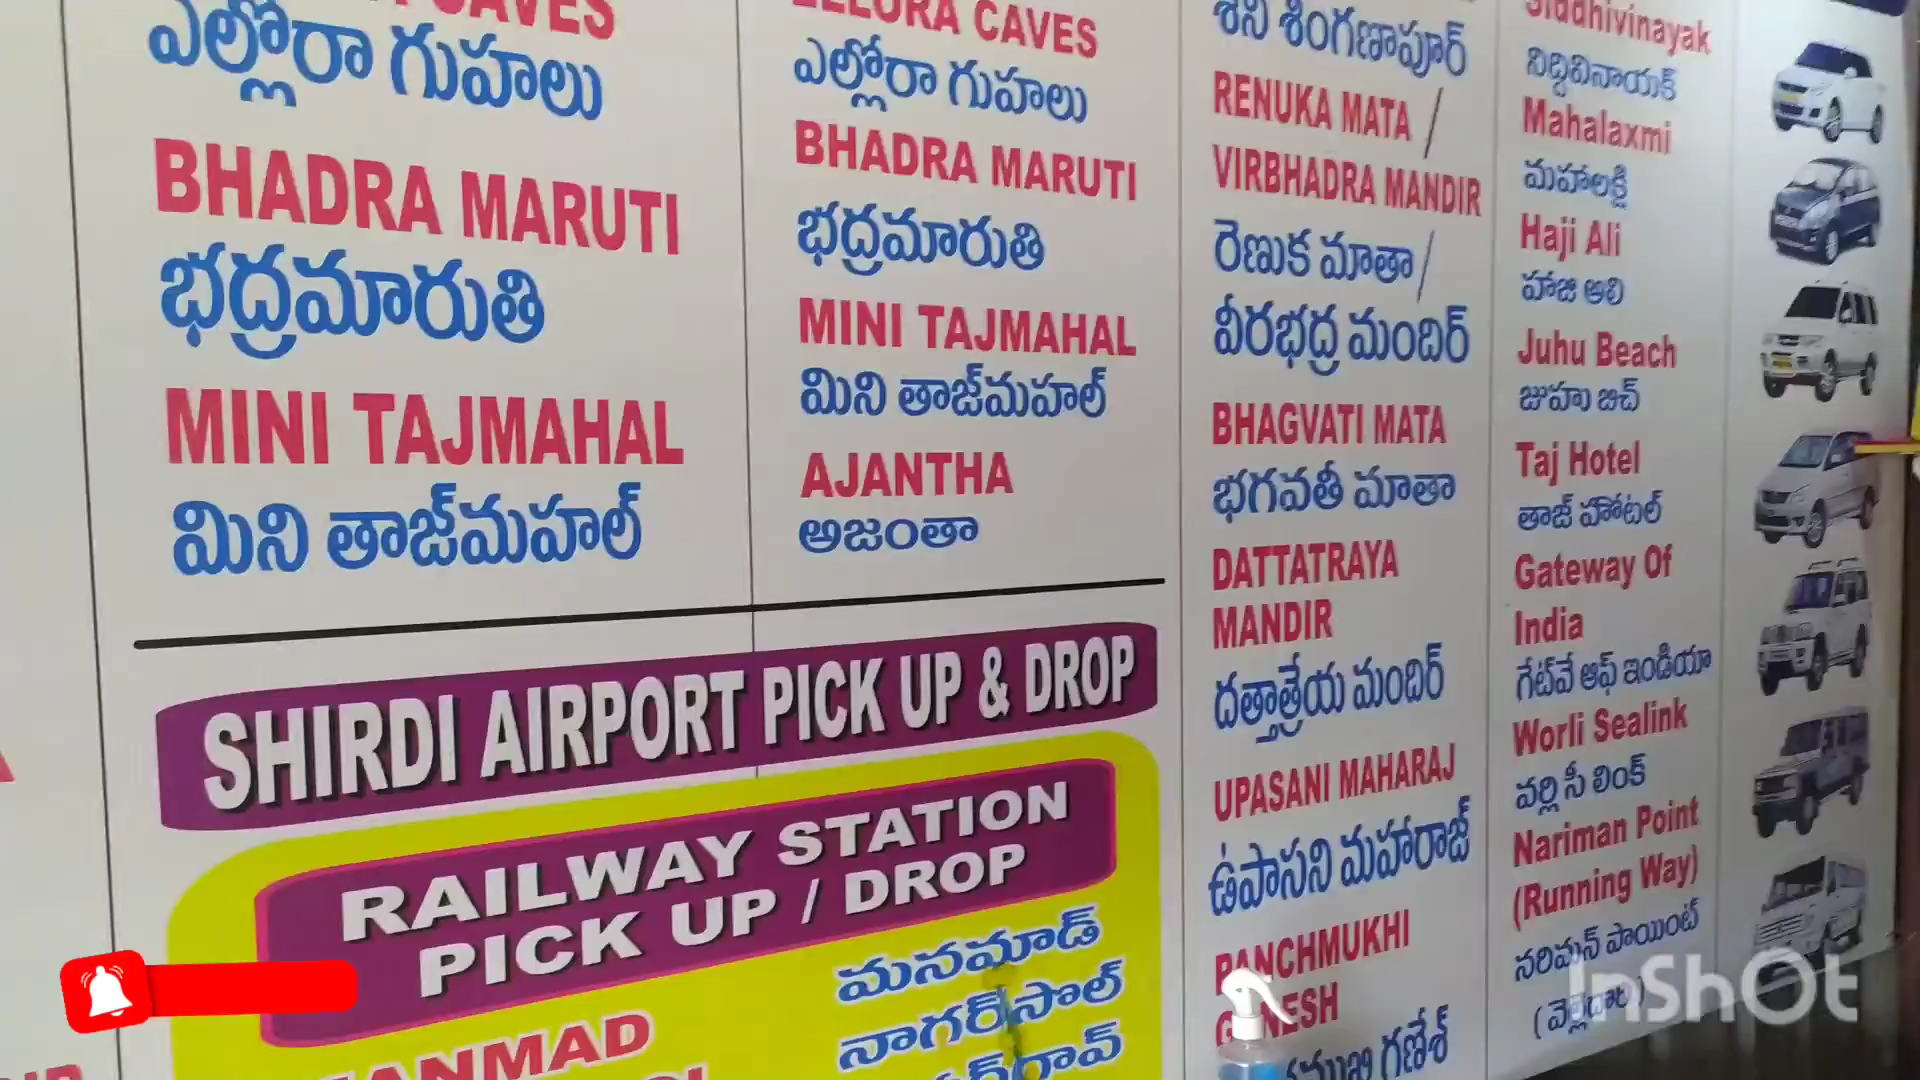 CAVES
ఎల్లోరా గుహలు
BHADRA MARUTI
భద్రమారుతి
MINI TAJMAHAL
మిని తాజ్‌మహల్
ELLORA CAVES
ఎల్లోరా గుహలు
BHADRA MARUTI
భద్రమారుతి
MINI TAJMAHAL
మిని తాజ్‌మహల్
AJANTHA
అజంతా
SHIRDI AIRPORT PICK UP & DROP
RAILWAY STATION
PICK UP / DROP
మనమాడ్
నాగర్‌సోల్
శని శింగణాపూర్
RENUKA MATA /
VIRBHADRA MANDIR
రెణుక మాతా /
వీరభద్ర మందిర్
BHAGVATI MATA
భగవతీ మాతా
DATTATRAYA
MANDIR
దత్తాత్రేయ మందిర్
UPASANI MAHARAJ
ఉపాసని మహారాజ్
PANCHMUKHI
GANESH
గణేశ్
Siddhivinayak
సిద్దివినాయక్
Mahalaxmi
మహాలక్ష్మి
Haji Ali
హాజి అలి
Juhu Beach
జుహు బిచ్
Taj Hotel
తాజ్ హోటల్
Gateway Of
India
గేట్‌వే ఆఫ్ ఇండియా
Worli Sealink
వర్లి సీ లింక్
Nariman Point
(Running Way)
నరిమన్ పాయింట్
InShOt